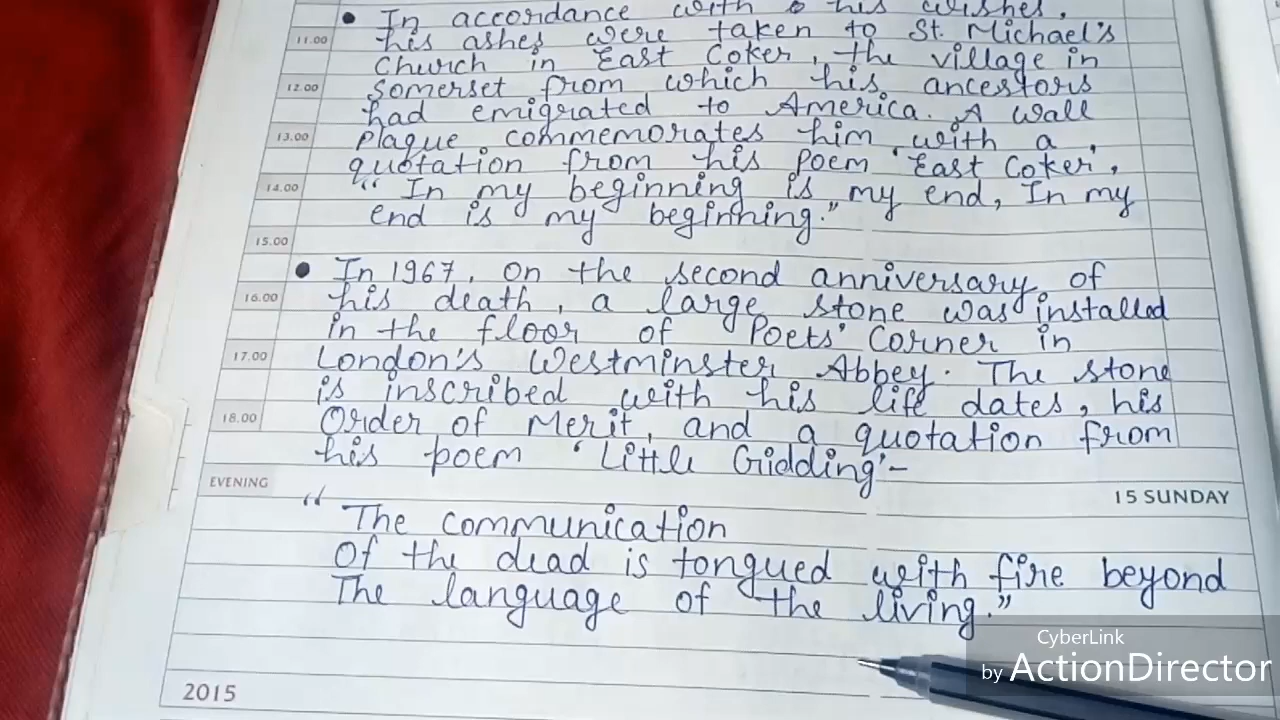 • In accordance with his wishes,
11.00 his ashes were taken to St. Michael's
Church in East Coker, the village in
12.00 Somerset from which his ancestors
had emigrated to America. A wall
13.00 Plaque commemorates him with a
quotation from his poem 'East Coker',
14.00 "In my beginning is my end, In my
end is my beginning."
15.00
• In 1967, on the second anniversary of
16.00 his death, a large stone was installed
in the floor of Poets' Corner in
17.00 London's Westminster Abbey. The stone
is inscribed with his life dates, his
18.00 Order of Merit, and a quotation from
his poem 'Little Gidding'-
EVENING
15 SUNDAY
"The communication
Of the dead is tongued with fire beyond
The language of the living."
2015
CyberLink
by ActionDirector